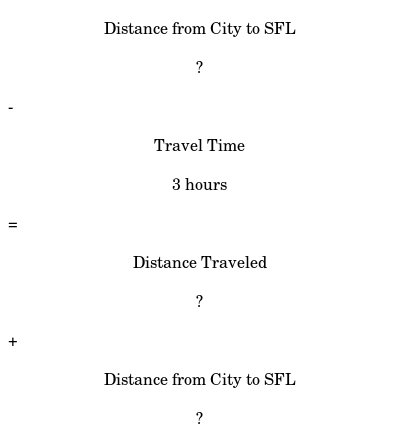 Distance from City to SFL
?
-
Travel Time
3 hours
=
Distance Traveled
?
+
Distance from City to SFL
?